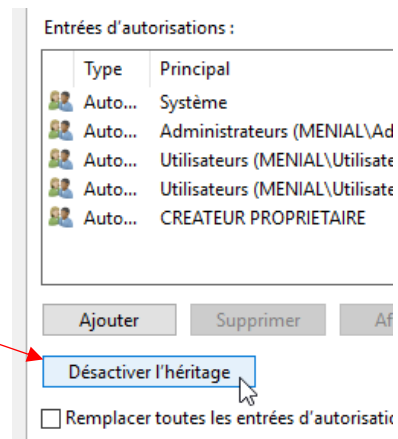 Entrées d'autorisations :
Type Principal
Auto... Système
Auto... Administrateurs (MENIAL\Ad
Auto... Utilisateurs (MENIAL\Utilisate
Auto... Utilisateurs (MENIAL\Utilisate
Auto... CREATEUR PROPRIETAIRE
Ajouter Supprimer Af
Désactiver l'héritage
Remplacer toutes les entrées d'autorisatio